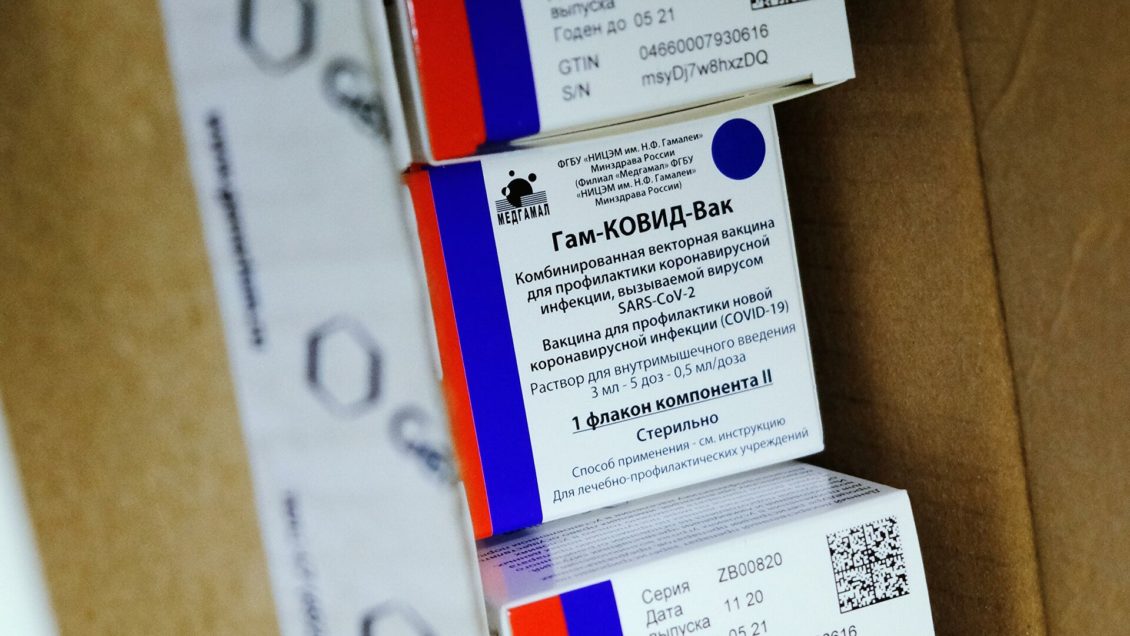 выпуска
Годен до 05 21
GTIN 04660007930616
S/N msyDj7w8hxzDQ
МЕДГАМАЛ
ФГБУ «НИЦЭМ им. Н.Ф. Гамалеи»
Минздрава России
(Филиал «Медгамал» ФГБУ
«НИЦЭМ им. Н.Ф. Гамалеи»
Минздрава России)
Гам-КОВИД-Вак
Комбинированная векторная вакцина
для профилактики коронавирусной
инфекции, вызываемой вирусом
SARS-CoV-2
Вакцина для профилактики новой
коронавирусной инфекции (COVID-19)
Раствор для внутримышечного введения
3 мл - 5 доз - 0,5 мл/доза
1 флакон компонента II
Стерильно
Способ применения - см. инструкцию
Для лечебно-профилактических учреждений
Серия ZB00820
Дата
выпуска 11 20
05 21